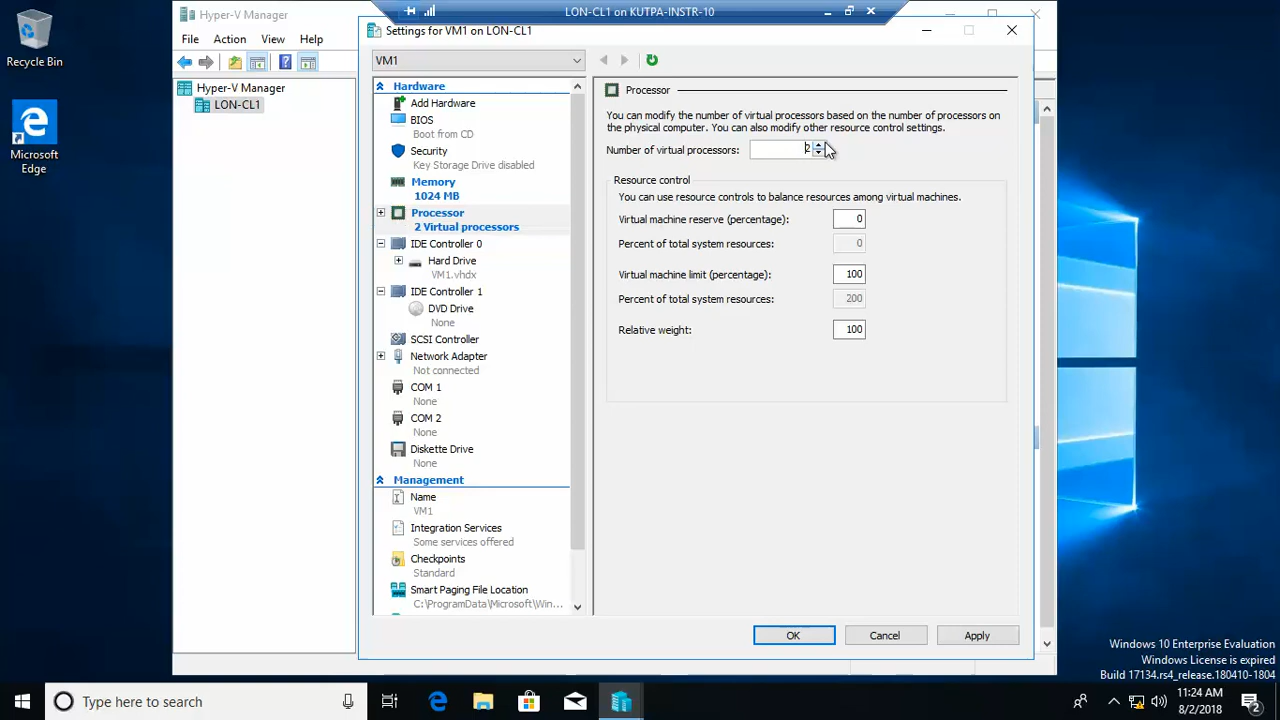 LON-CL1 on KUTPA-INSTR-10
Recycle Bin
Microsoft
Edge
Hyper-V Manager
File Action View Help
Hyper-V Manager
LON-CL1
Settings for VM1 on LON-CL1
VM1
Hardware
Add Hardware
BIOS
Boot from CD
Security
Key Storage Drive disabled
Memory
1024 MB
Processor
2 Virtual processors
IDE Controller 0
Hard Drive
VM1.vhdx
IDE Controller 1
DVD Drive
None
SCSI Controller
Network Adapter
Not connected
COM 1
None
COM 2
None
Diskette Drive
None
Management
Name
VM1
Integration Services
Some services offered
Checkpoints
Standard
Smart Paging File Location
C:\ProgramData\Microsoft\Win...
Processor
You can modify the number of virtual processors based on the number of processors on
the physical computer. You can also modify other resource control settings.
Number of virtual processors: 2
Resource control
You can use resource controls to balance resources among virtual machines.
Virtual machine reserve (percentage): 0
Percent of total system resources: 0
Virtual machine limit (percentage): 100
Percent of total system resources: 200
Relative weight: 100
OK Cancel Apply
Windows 10 Enterprise Evaluation
Windows License is expired
Build 17134.rs4_release.180410-1804
Type here to search
11:24 AM
8/2/2018
2